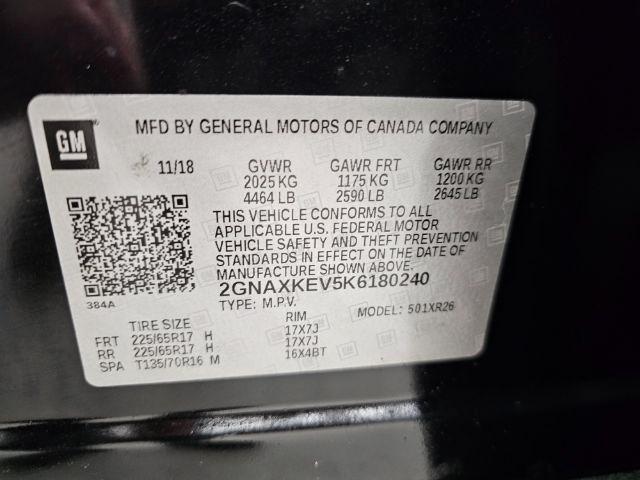 GM
MFD BY GENERAL MOTORS OF CANADA COMPANY
11/18 GVWR GAWR FRT GAWR RR
2025 KG 1175 KG 1200 KG
4464 LB 2590 LB 2645 LB
THIS VEHICLE CONFORMS TO ALL
APPLICABLE U.S. FEDERAL MOTOR
VEHICLE SAFETY AND THEFT PREVENTION
STANDARDS IN EFFECT ON THE DATE OF
MANUFACTURE SHOWN ABOVE.
2GNAXKEV5K6180240
384A TYPE: M.P.V. MODEL: 501XR26
TIRE SIZE RIM
FRT 225/65R17 H 17X7J
RR 225/65R17 H 17X7J
SPA T135/70R16 M 16X4BT